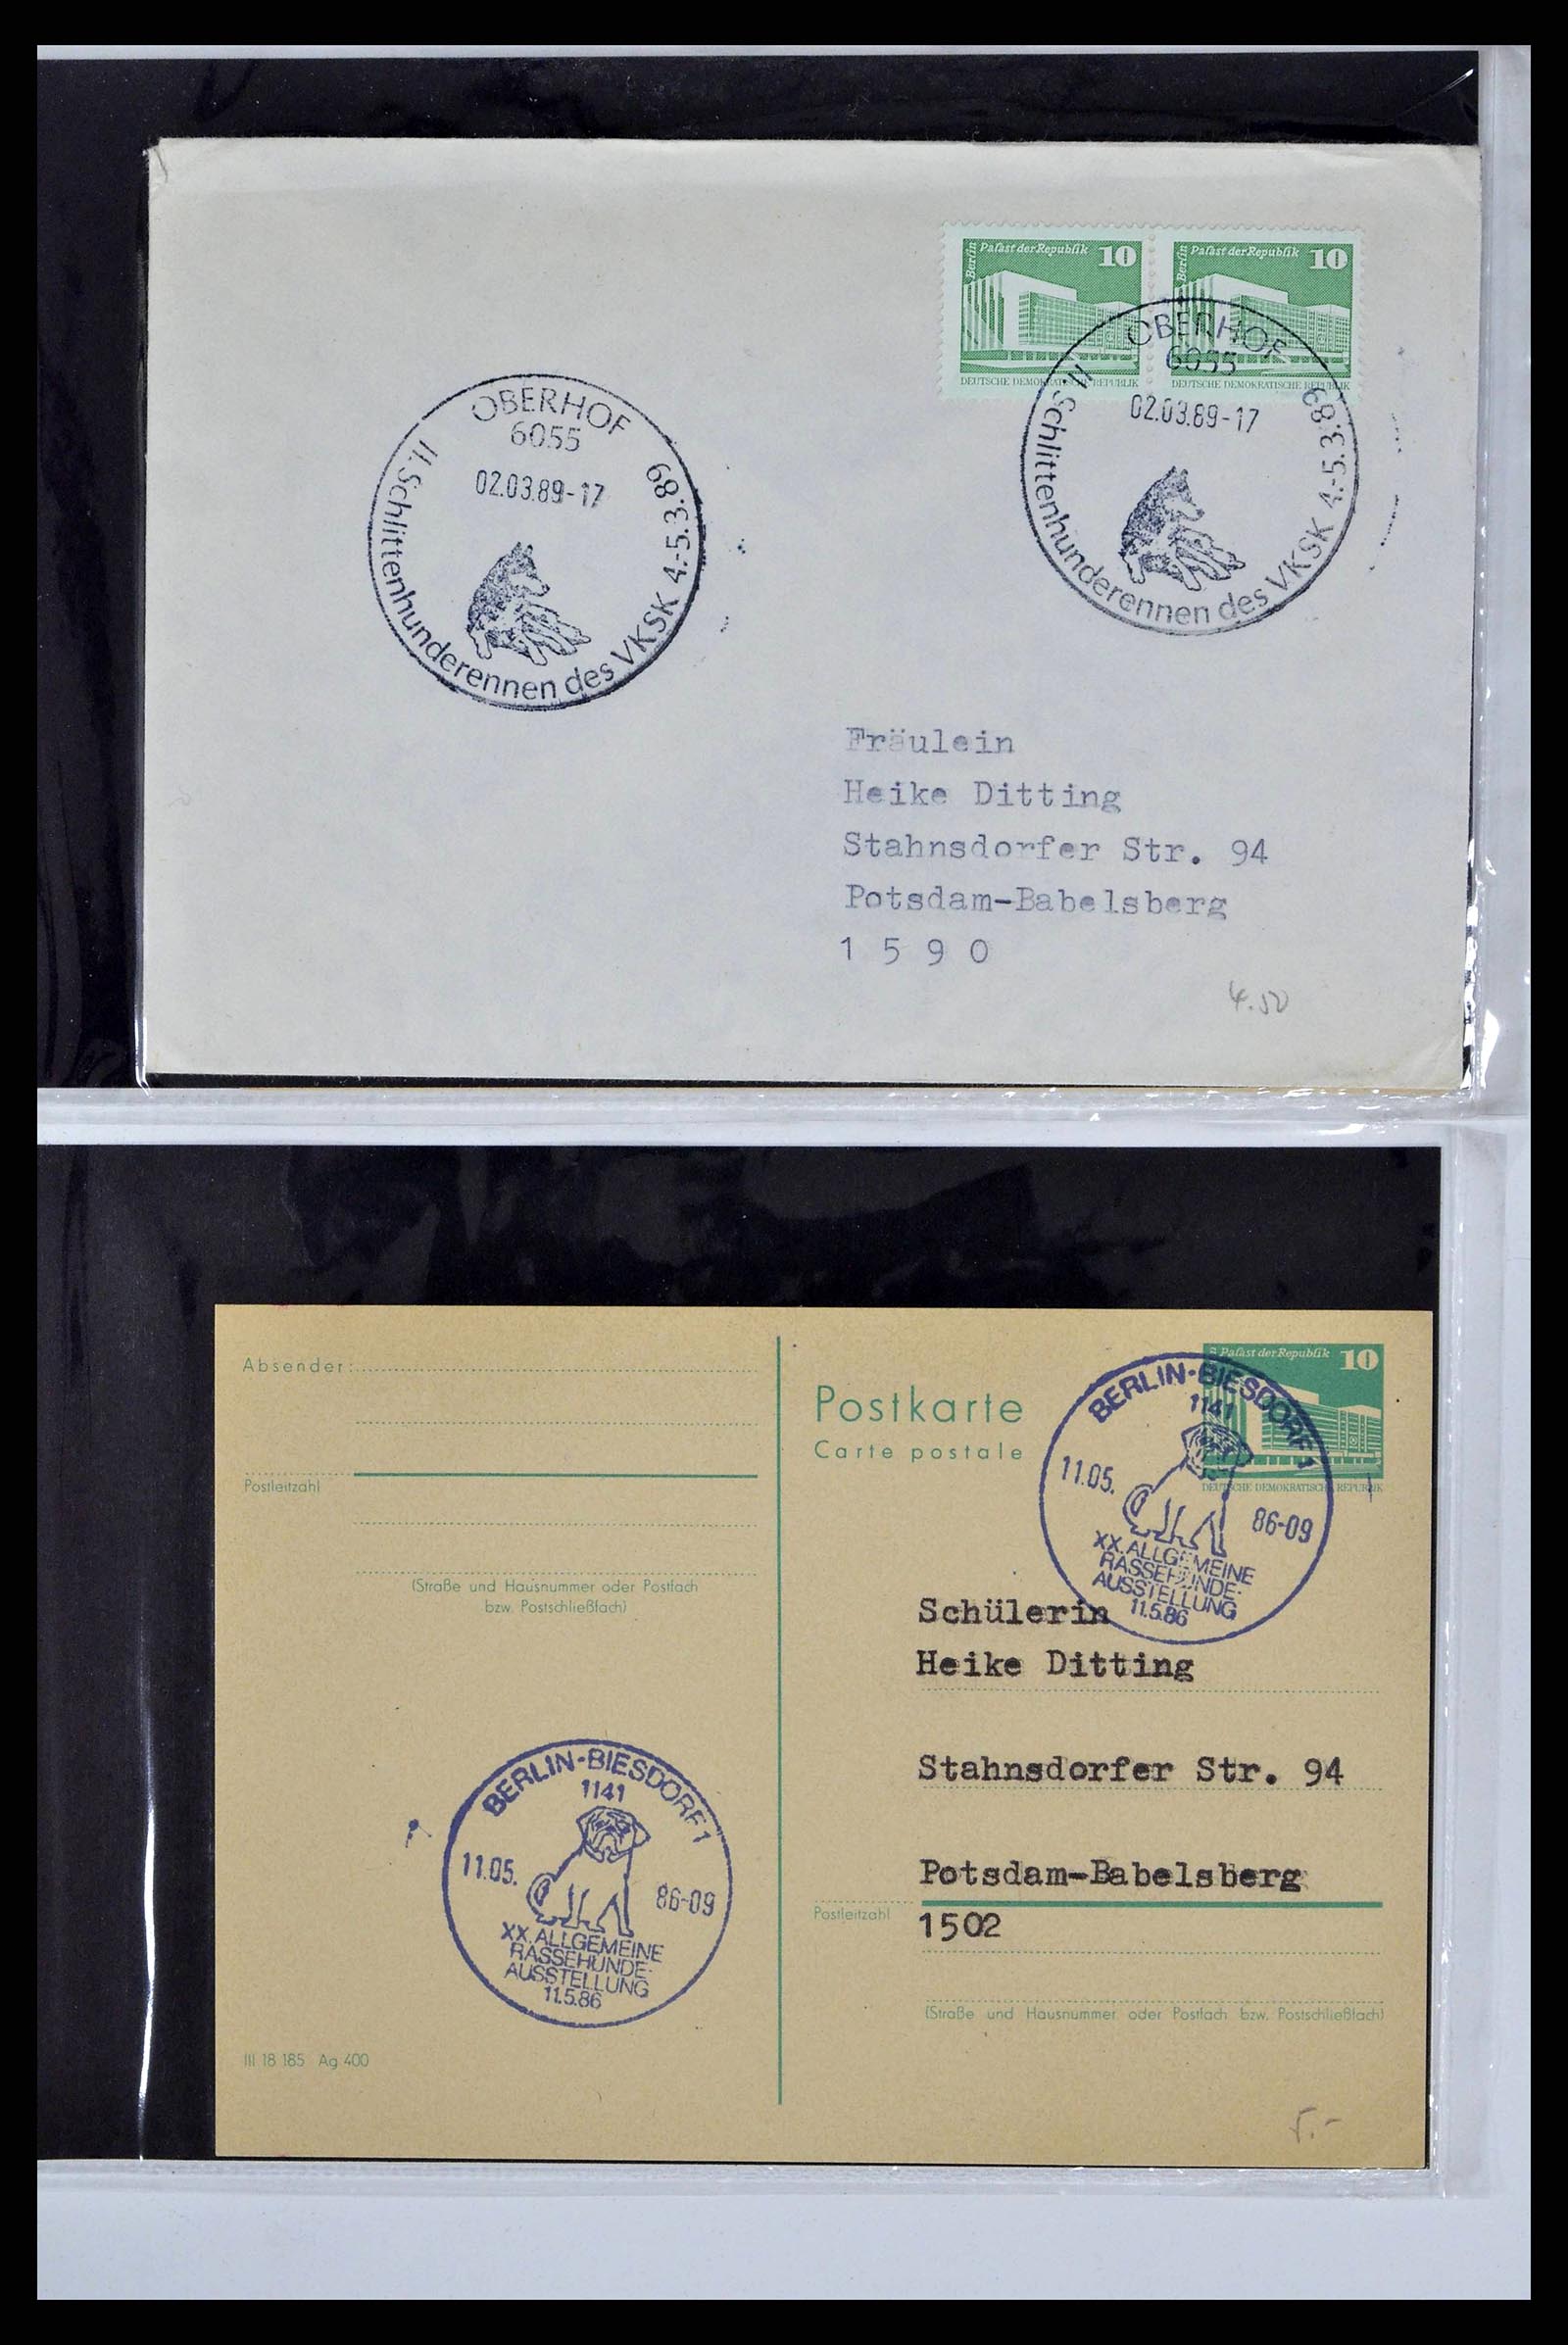 Berlin Palast der Republik 10
DEUTSCHE DEMOKRATISCHE REPUBLIK
Berlin Palast der Republik 10
DEUTSCHE DEMOKRATISCHE REPUBLIK
OBERHOF
6055
02.03.89-17
II. Schlittenhunderennen des VKSK 4.-5.3.89
OBERHOF
6055
02.03.89-17
II. Schlittenhunderennen des VKSK 4.-5.3.89
Fräulein
Heike Ditting
Stahnsdorfer Str. 94
Potsdam-Babelsberg
1 5 9 0
4.50
Absender:
Postleitzahl
(Straße und Hausnummer oder Postfach
bzw. Postschließfach)
Postkarte
Carte postale
Palast der Republik 10
DEUTSCHE DEMOKRATISCHE REPUBLIK
BERLIN-BIESDORF 1
1141
11.05.
86-09
XX. ALLGEMEINE
RASSEHUNDE-
AUSSTELLUNG
11.5.86
Schülerin
Heike Ditting
Stahnsdorfer Str. 94
Potsdam-Babelsberg
Postleitzahl
1502
(Straße und Hausnummer oder Postfach bzw. Postschließfach)
BERLIN-BIESDORF 1
1141
11.05.
86-09
XX. ALLGEMEINE
RASSEHUNDE-
AUSSTELLUNG
11.5.86
III 18 185 Ag 400
5.-